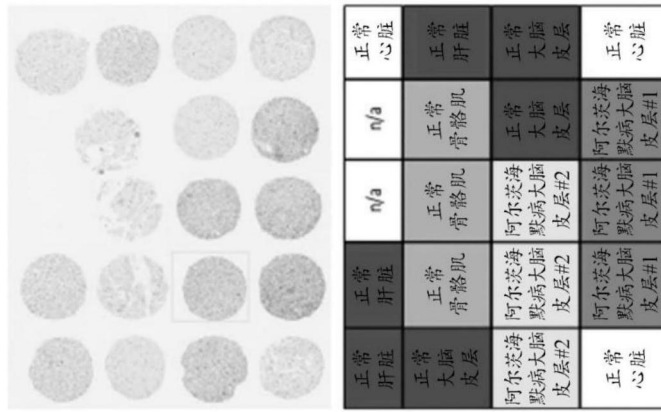 正常
心脏
正常
肝脏
正常
大脑
皮层
正常
心脏
n/a
正常
骨骼肌
正常
大脑
皮层
阿尔茨海
默病大脑
皮层#1
n/a
正常
骨骼肌
阿尔茨海
默病大脑
皮层#2
阿尔茨海
默病大脑
皮层#1
正常
肝脏
正常
骨骼肌
阿尔茨海
默病大脑
皮层#2
阿尔茨海
默病大脑
皮层#1
正常
肝脏
正常
大脑
皮层
阿尔茨海
默病大脑
皮层#2
正常
心脏